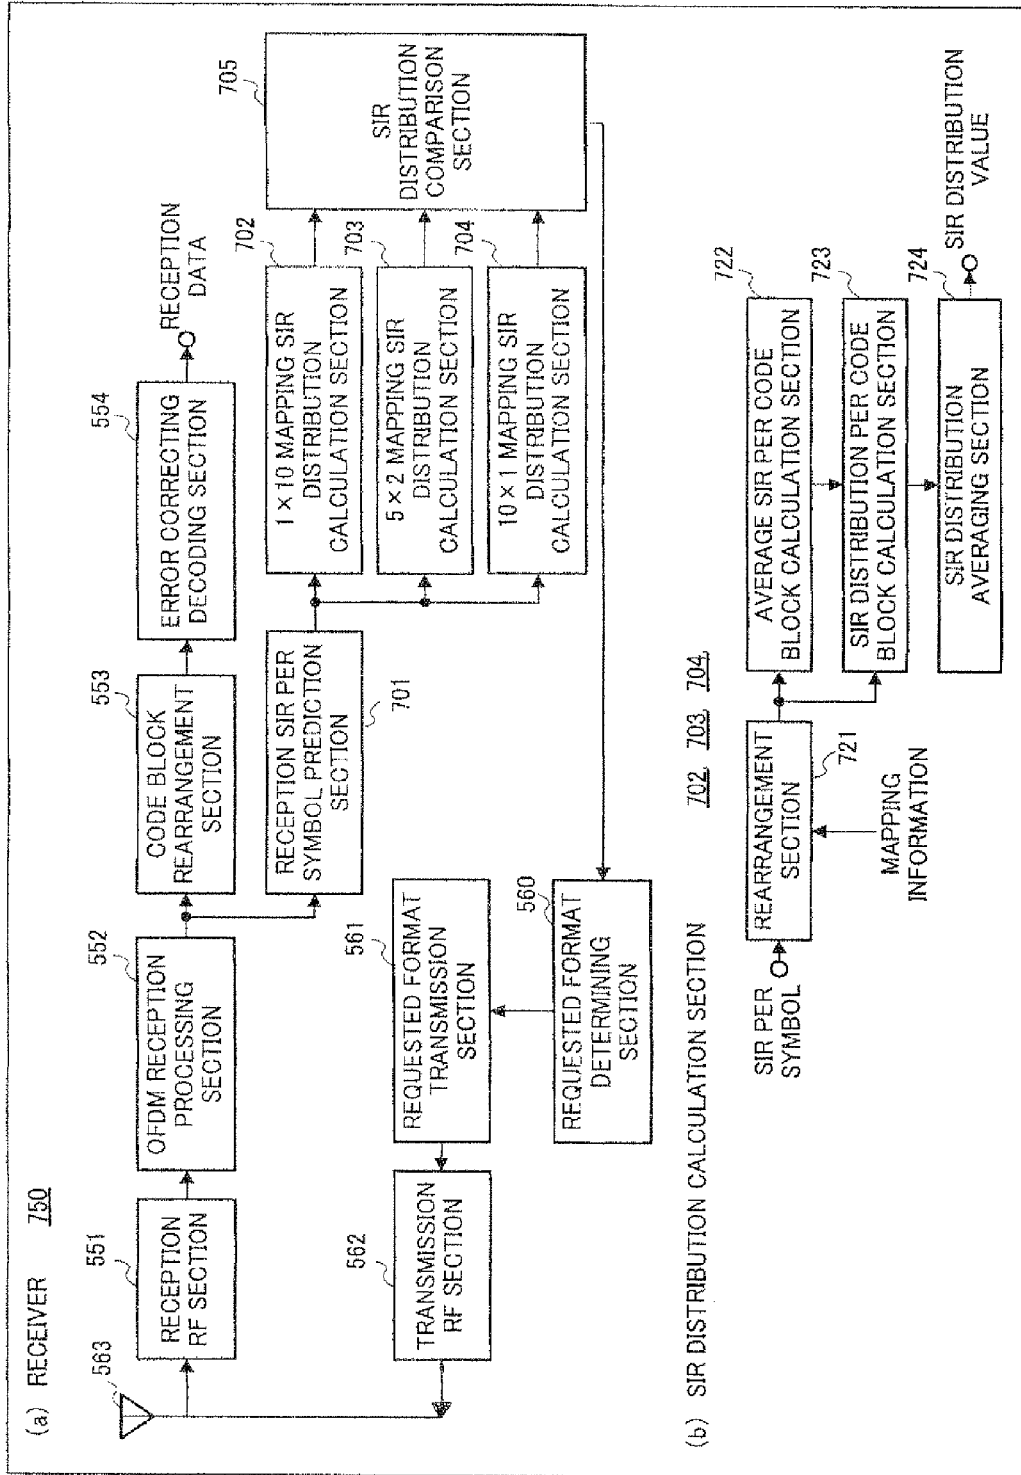 (a) RECEIVER 750
563
551
RECEPTION
RF SECTION
552
OFDM RECEPTION
PROCESSING
SECTION
553
CODE BLOCK
REARRANGEMENT
SECTION
554
ERROR CORRECTING
DECODING SECTION
RECEPTION
DATA
RECEPTION SIR PER
SYMBOL PREDICTION
SECTION
701
702
1 × 10 MAPPING SIR
DISTRIBUTION
CALCULATION SECTION
703
5 × 2 MAPPING SIR
DISTRIBUTION
CALCULATION SECTION
704
10 × 1 MAPPING SIR
DISTRIBUTION
CALCULATION SECTION
705
SIR
DISTRIBUTION
COMPARISON
SECTION
562
TRANSMISSION
RF SECTION
561
REQUESTED FORMAT
TRANSMISSION
SECTION
560
REQUESTED FORMAT
DETERMINING
SECTION
(b) SIR DISTRIBUTION CALCULATION SECTION 702, 703, 704,
SIR PER
SYMBOL
REARRANGEMENT
SECTION
721
MAPPING
INFORMATION
722
AVERAGE SIR PER CODE
BLOCK CALCULATION SECTION
723
SIR DISTRIBUTION PER CODE
BLOCK CALCULATION SECTION
724
SIR DISTRIBUTION
AVERAGING SECTION
SIR DISTRIBUTION
VALUE